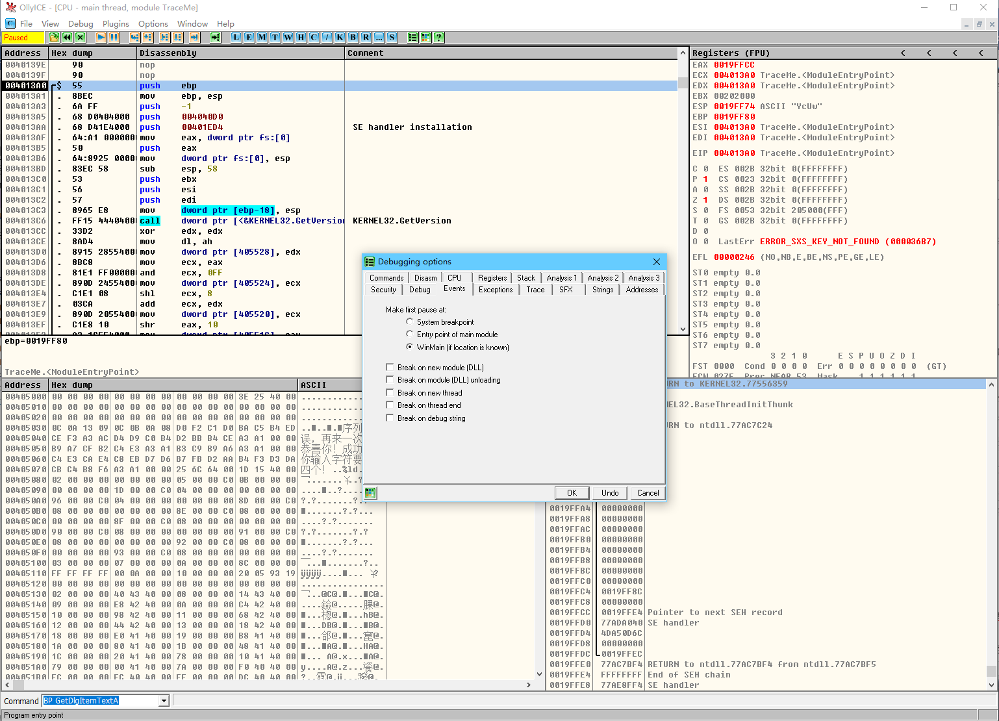 OllyICE - [CPU - main thread, module TraceMe]
C File View Debug Plugins Options Window Help
Paused L E M T W H C / K B R ... S ?
Address Hex dump Disassembly Comment
0040139E 90 nop
0040139F 90 nop
004013A0 $ 55 push ebp
004013A1 . 8BEC mov ebp, esp
004013A3 . 6A FF push -1
004013A5 . 68 D0404000 push 004040D0
004013AA . 68 D41E4000 push 00401ED4 SE handler installation
004013AF . 64:A1 0000000 mov eax, dword ptr fs:[0]
004013B5 . 50 push eax
004013B6 . 64:8925 00000 mov dword ptr fs:[0], esp
004013BD . 83EC 58 sub esp, 58
004013C0 . 53 push ebx
004013C1 . 56 push esi
004013C2 . 57 push edi
004013C3 . 8965 E8 mov dword ptr [ebp-18], esp
004013C6 . FF15 44404000 call dword ptr [<&KERNEL32.GetVersion KERNEL32.GetVersion
004013CC . 33D2 xor edx, edx
004013CE . 8AD4 mov dl, ah
004013D0 . 8915 28554000 mov dword ptr [405528], edx
004013D6 . 8BC8 mov ecx, eax
004013D8 . 81E1 FF000000 and ecx, 0FF
004013DE . 890D 24554000 mov dword ptr [405524], ecx
004013E4 . C1E1 08 shl ecx, 8
004013E7 . 03CA add ecx, edx
004013E9 . 890D 20554000 mov dword ptr [405520], ecx
004013EF . C1E8 10 shr eax, 10
ebp=0019FF80
TraceMe.<ModuleEntryPoint>
Registers (FPU) < < < <
EAX 0019FFCC
ECX 004013A0 TraceMe.<ModuleEntryPoint>
EDX 004013A0 TraceMe.<ModuleEntryPoint>
EBX 00202000
ESP 0019FF74 ASCII "YcUw"
EBP 0019FF80
ESI 004013A0 TraceMe.<ModuleEntryPoint>
EDI 004013A0 TraceMe.<ModuleEntryPoint>
EIP 004013A0 TraceMe.<ModuleEntryPoint>
C 0 ES 002B 32bit 0(FFFFFFFF)
P 1 CS 0023 32bit 0(FFFFFFFF)
A 0 SS 002B 32bit 0(FFFFFFFF)
Z 1 DS 002B 32bit 0(FFFFFFFF)
S 0 FS 0053 32bit 205000(FFF)
T 0 GS 002B 32bit 0(FFFFFFFF)
D 0
O 0 LastErr ERROR_SXS_KEY_NOT_FOUND (000036B7)
EFL 00000246 (NO,NB,E,BE,NS,PE,GE,LE)
ST0 empty 0.0
ST1 empty 0.0
ST2 empty 0.0
ST3 empty 0.0
ST4 empty 0.0
ST5 empty 0.0
ST6 empty 0.0
ST7 empty 0.0
3 2 1 0 E S P U O Z D I
FST 0000 Cond 0 0 0 0 Err 0 0 0 0 0 0 0 0 (GT)
FCW 027F Prec NEAR,53 Mask 1 1 1 1 1 1
Debugging options
Commands Disasm CPU Registers Stack Analysis 1 Analysis 2 Analysis 3
Security Debug Events Exceptions Trace SFX Strings Addresses
Make first pause at:
System breakpoint
Entry point of main module
WinMain (if location is known)
Break on new module (DLL)
Break on module (DLL) unloading
Break on new thread
Break on thread end
Break on debug string
OK Undo Cancel
Address Hex dump ASCII
00405000 00 00 00 00 00 00 00 00 00 00 00 00 3E 25 40 00
00405010 00 00 00 00 00 00 00 00 00 00 00 00 00 00 00 00
00405020 00 00 00 00 00 00 00 00 00 00 00 00 00 00 00 00
00405030 0C 0A 13 09 0C 0B 0A 08 D0 F2 C1 D0 BA C5 B4 ED 序列
00405040 CE F3 A3 AC D4 D9 C0 B4 D2 BB B4 CE A3 A1 00 00 误，再来一次
00405050 B9 A7 CF B2 C4 E3 A3 A1 B3 C9 B9 A6 A3 A1 00 00 恭喜你！成功
00405060 C4 E3 CA E4 C8 EB D7 D6 B7 FB D2 AA B4 F3 D3 DA 你输入字符要
00405070 CB C4 B8 F6 A3 A1 00 00 25 6C 64 00 1D 15 40 00 四个！..%ld.
00405080 02 00 00 00 00 00 00 00 05 00 00 C0 0B 00 00 00
00405090 00 00 00 00 1D 00 00 C0 04 00 00 00 00 00 00 00
004050A0 96 00 00 C0 04 00 00 00 00 00 00 00 8D 00 00 C0
004050B0 08 00 00 00 00 00 00 00 8E 00 00 C0 08 00 00 00
004050C0 00 00 00 00 8F 00 00 C0 08 00 00 00 00 00 00 00
004050D0 90 00 00 C0 08 00 00 00 00 00 00 00 91 00 00 C0
004050E0 08 00 00 00 00 00 00 00 92 00 00 C0 08 00 00 00
004050F0 00 00 00 00 93 00 00 C0 08 00 00 00 00 00 00 00
00405100 03 00 00 00 07 00 00 00 0A 00 00 00 8C 00 00 00
00405110 FF FF FF FF 00 0A 00 00 10 00 00 00 20 05 93 19
00405120 00 00 00 00 00 00 00 00 00 00 00 00 00 00 00 00
00405130 02 00 00 00 40 43 40 00 08 00 00 00 14 43 40 00
00405140 09 00 00 00 E8 42 40 00 0A 00 00 00 C4 42 40 00
00405150 10 00 00 00 98 42 40 00 11 00 00 00 68 42 40 00
00405160 12 00 00 00 44 42 40 00 13 00 00 00 18 42 40 00
00405170 18 00 00 00 E0 41 40 00 19 00 00 00 B8 41 40 00
00405180 1A 00 00 00 80 41 40 00 1B 00 00 00 48 41 40 00
00405190 1C 00 00 00 20 41 40 00 78 00 00 00 10 41 40 00
004051A0 79 00 00 00 00 41 40 00 7A 00 00 00 F0 40 40 00
004051B0 FC 00 00 00 EC 40 40 00 FF 00 00 00 DC 40 40 00
RN to KERNEL32.77556359
NEL32.BaseThreadInitThunk
RN to ntdll.77AC7C24
0019FFA4 00000000
0019FFA8 00000000
0019FFAC 00000000
0019FFB0 00000000
0019FFB4 00000000
0019FFB8 00000000
0019FFBC 00000000
0019FFC0 00000000
0019FFC4 0019FF8C
0019FFC8 00000000
0019FFCC 0019FFE4 Pointer to next SEH record
0019FFD0 77ADA040 SE handler
0019FFD4 4DA50D6C
0019FFD8 00000000
0019FFDC 0019FFEC
0019FFE0 77AC7BF4 RETURN to ntdll.77AC7BF4 from ntdll.77AC7BF5
0019FFE4 FFFFFFFF End of SEH chain
0019FFE8 77AE8FF4 SE handler
Command BP GetDlgItemTextA
Program entry point